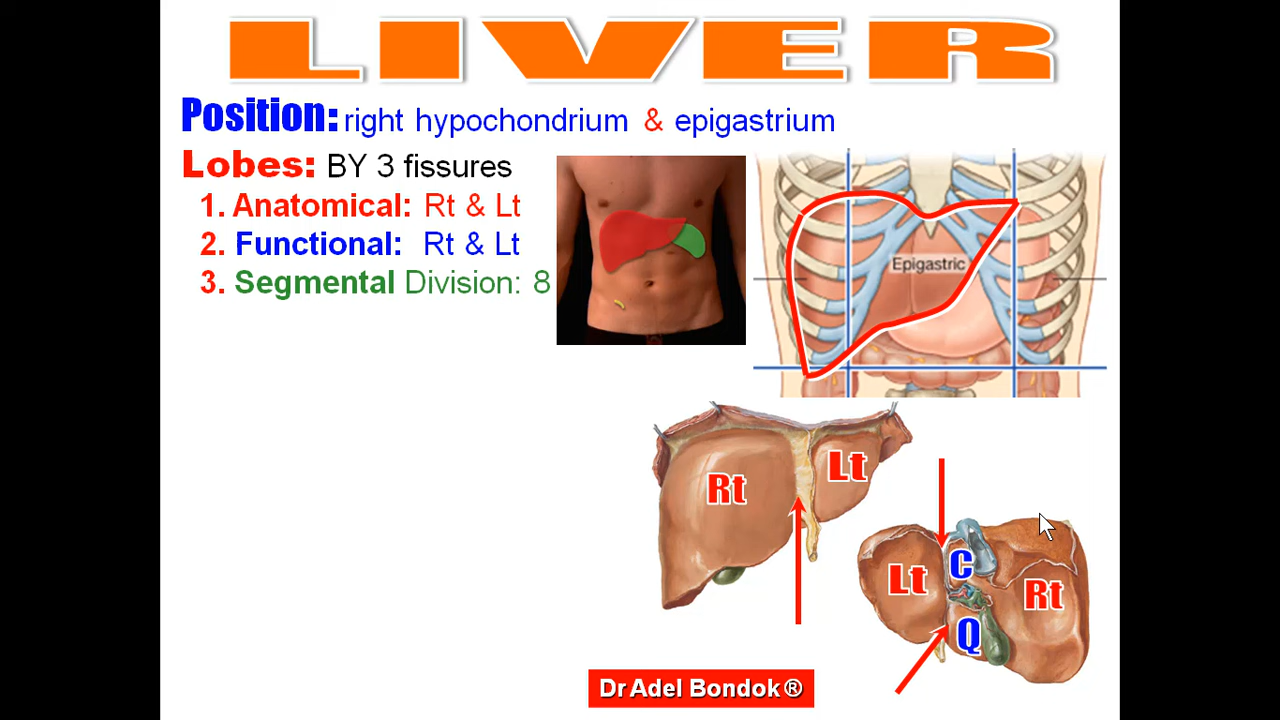 LIVER
Position: right hypochondrium & epigastrium
Lobes: BY 3 fissures
1. Anatomical: Rt & Lt
2. Functional: Rt & Lt
3. Segmental Division: 8
Epigastric
Rt
Lt
Lt
C
Rt
Q
Dr Adel Bondok ®